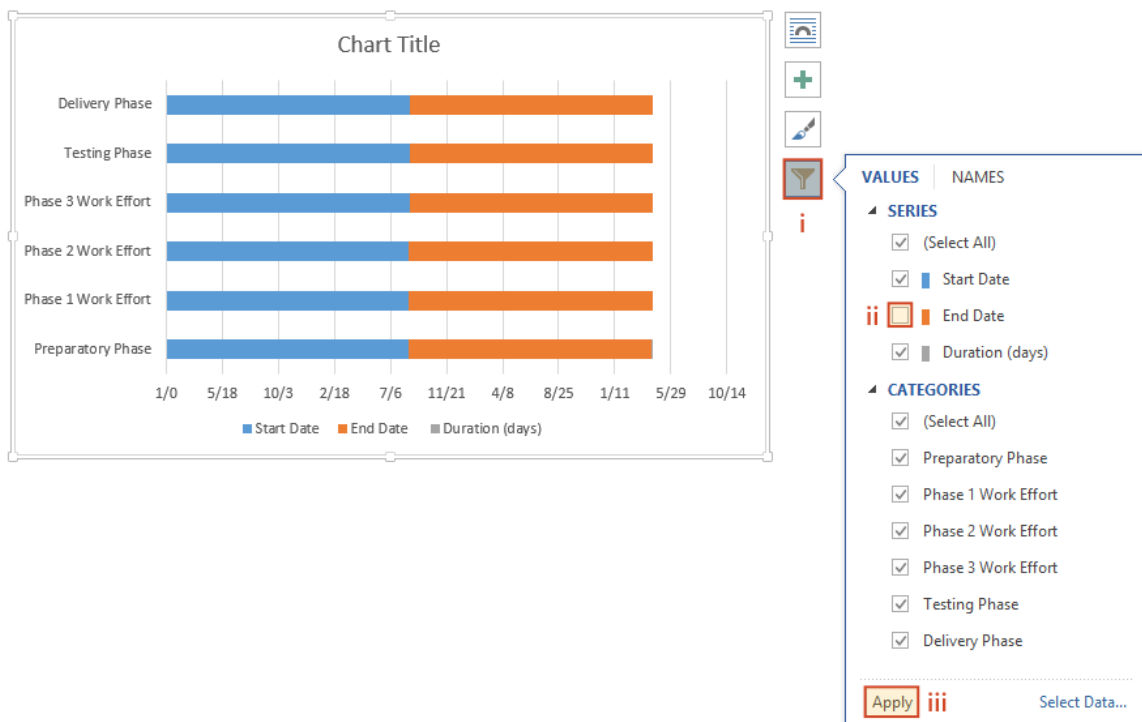 Chart Title
Delivery Phase
Testing Phase
Phase 3 Work Effort
Phase 2 Work Effort
Phase 1 Work Effort
Preparatory Phase
1/0 5/18 10/3 2/18 7/6 11/21 4/8 8/25 1/11 5/29 10/14
Start Date End Date Duration (days)
i
VALUES NAMES
SERIES
(Select All)
Start Date
ii End Date
Duration (days)
CATEGORIES
(Select All)
Preparatory Phase
Phase 1 Work Effort
Phase 2 Work Effort
Phase 3 Work Effort
Testing Phase
Delivery Phase
Apply iii Select Data...